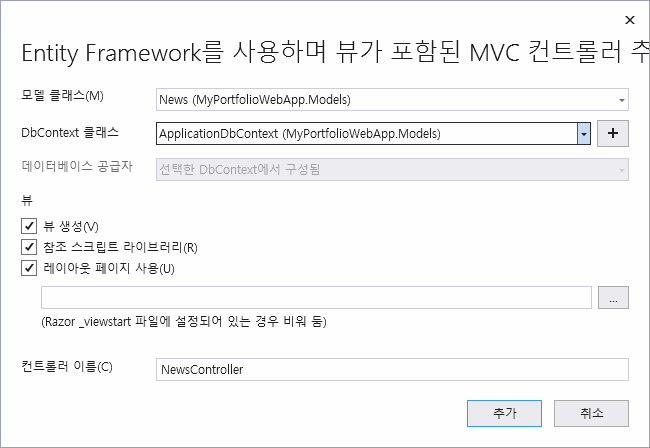 Entity Framework를 사용하며 뷰가 포함된 MVC 컨트롤러 추
모델 클래스(M)
News (MyPortfolioWebApp.Models)
DbContext 클래스
ApplicationDbContext (MyPortfolioWebApp.Models)
+
데이터베이스 공급자
선택한 DbContext에서 구성됨
뷰
뷰 생성(V)
참조 스크립트 라이브러리(R)
레이아웃 페이지 사용(U)
...
(Razor _viewstart 파일에 설정되어 있는 경우 비워 둠)
컨트롤러 이름(C)
NewsController
추가
취소